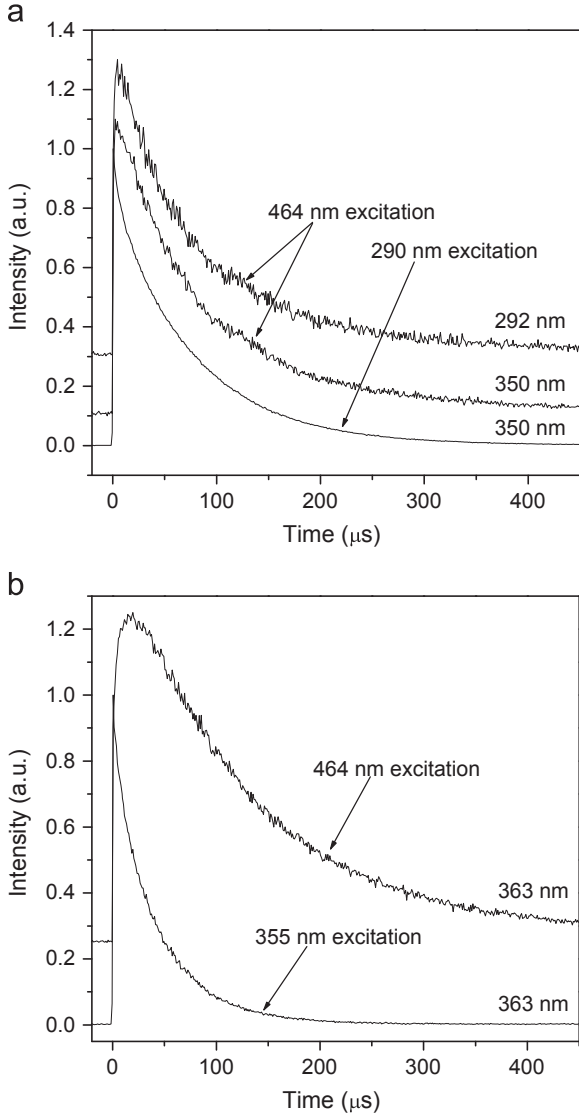 a
1.4
1.2
1.0
0.8
0.6
0.4
0.2
0.0
Intensity (a.u.)
464 nm excitation
290 nm excitation
292 nm
350 nm
350 nm
0 100 200 300 400
Time (μs)
b
1.2
1.0
0.8
0.6
0.4
0.2
0.0
Intensity (a.u.)
464 nm excitation
355 nm excitation
363 nm
363 nm
0 100 200 300 400
Time (μs)